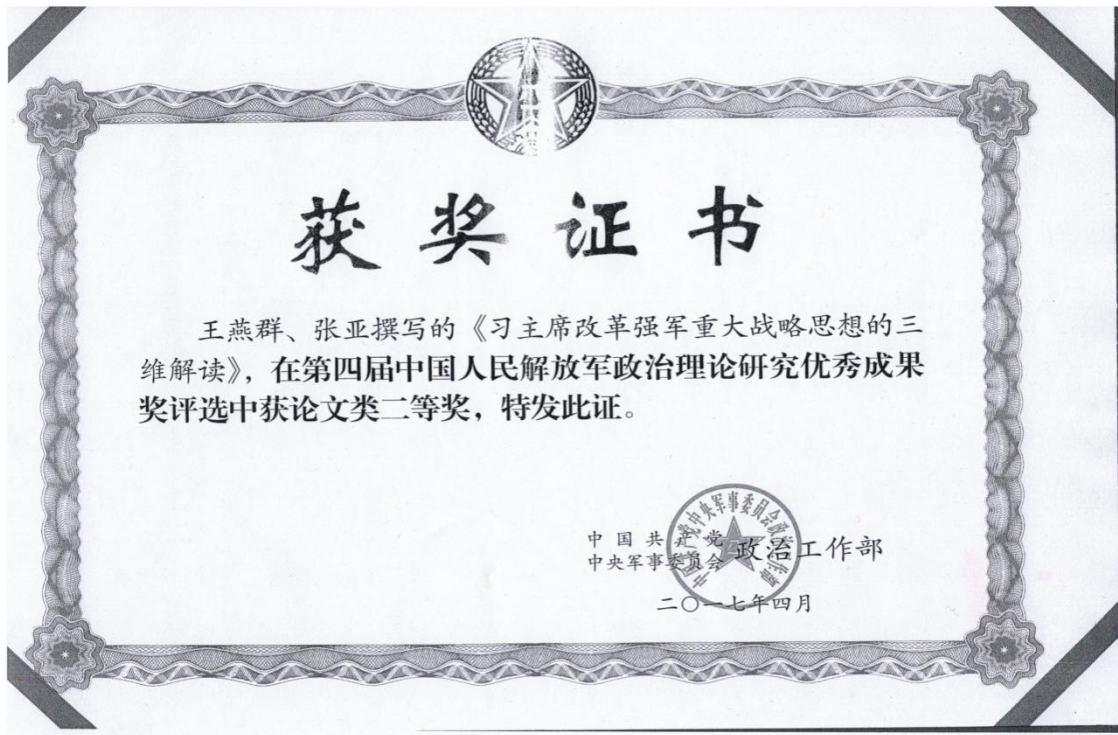 获奖证书
王燕群、张亚撰写的《习主席改革强军重大战略思想的三
维解读》，在第四届中国人民解放军政治理论研究优秀成果
奖评选中获论文类二等奖，特发此证。
中国共产党
中央军事委员会
政治工作部
二〇一七年四月